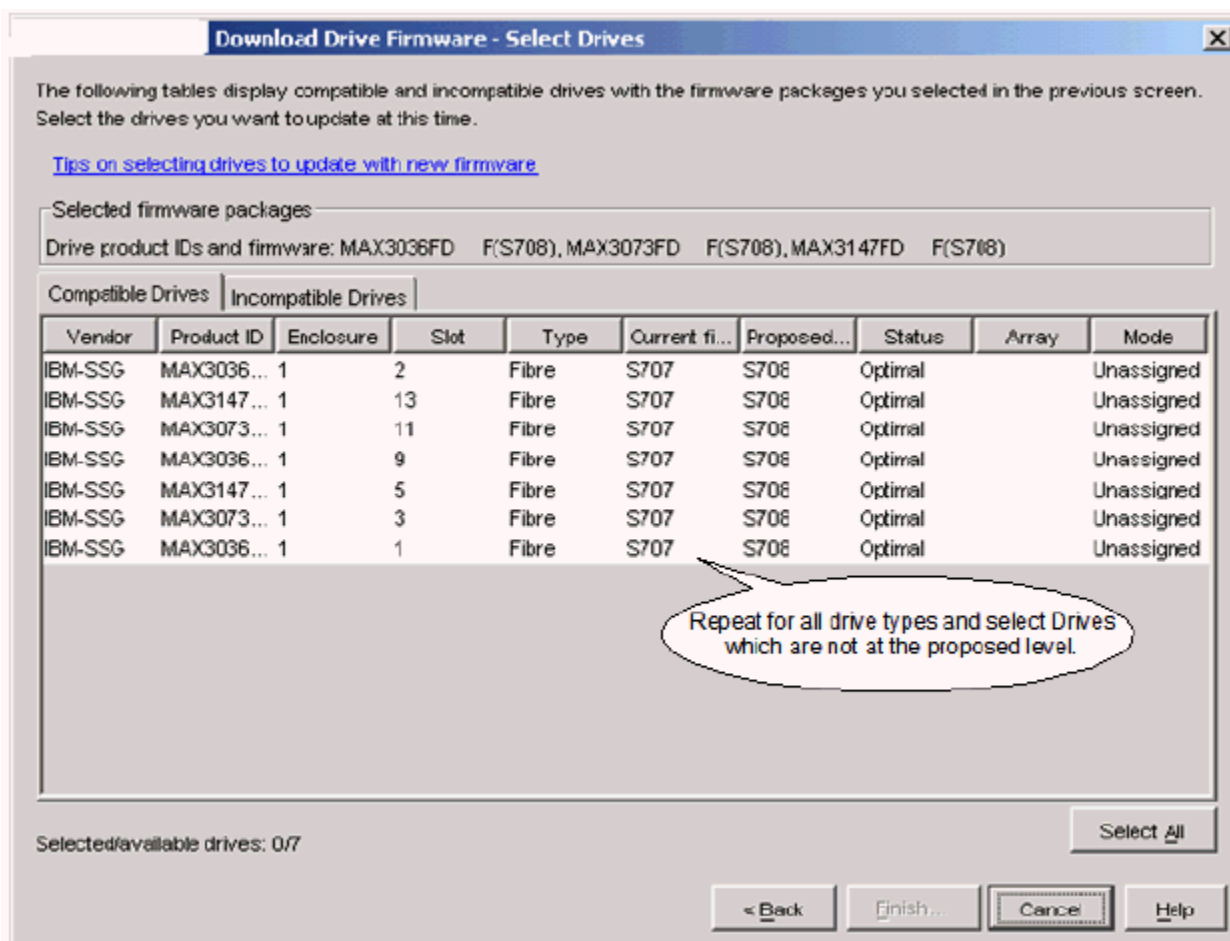 Download Drive Firmware - Select Drives
The following tables display compatible and incompatible drives with the firmware packages you selected in the previous screen.
Select the drives you want to update at this time.
Tips on selecting drives to update with new firmware
Selected firmware packages
Drive product IDs and firmware: MAX3036FD F(S708), MAX3073FD F(S708), MAX3147FD F(S708)
Compatible Drives Incompatible Drives
Vendor Product ID Enclosure Slot Type Current fi... Proposed... Status Array Mode
IBM-SSG MAX3036... 1 2 Fibre S707 S708 Optimal Unassigned
IBM-SSG MAX3147... 1 13 Fibre S707 S708 Optimal Unassigned
IBM-SSG MAX3073... 1 11 Fibre S707 S708 Optimal Unassigned
IBM-SSG MAX3036... 1 9 Fibre S707 S708 Optimal Unassigned
IBM-SSG MAX3147... 1 5 Fibre S707 S708 Optimal Unassigned
IBM-SSG MAX3073... 1 3 Fibre S707 S708 Optimal Unassigned
IBM-SSG MAX3036... 1 1 Fibre S707 S708 Optimal Unassigned
Repeat for all drive types and select Drives
which are not at the proposed level.
Select All
Selected/available drives: 0/7
< Back Finish... Cancel Help